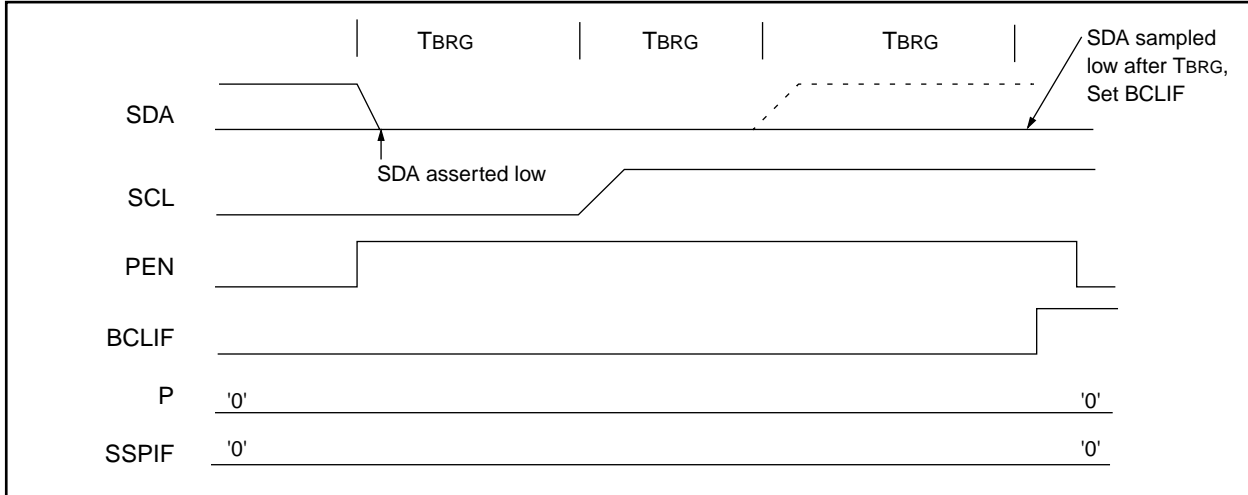 TBRG TBRG TBRG
SDA sampled
low after TBRG,
Set BCLIF
SDA
SDA asserted low
SCL
PEN
BCLIF
P '0' '0'
SSPIF '0' '0'